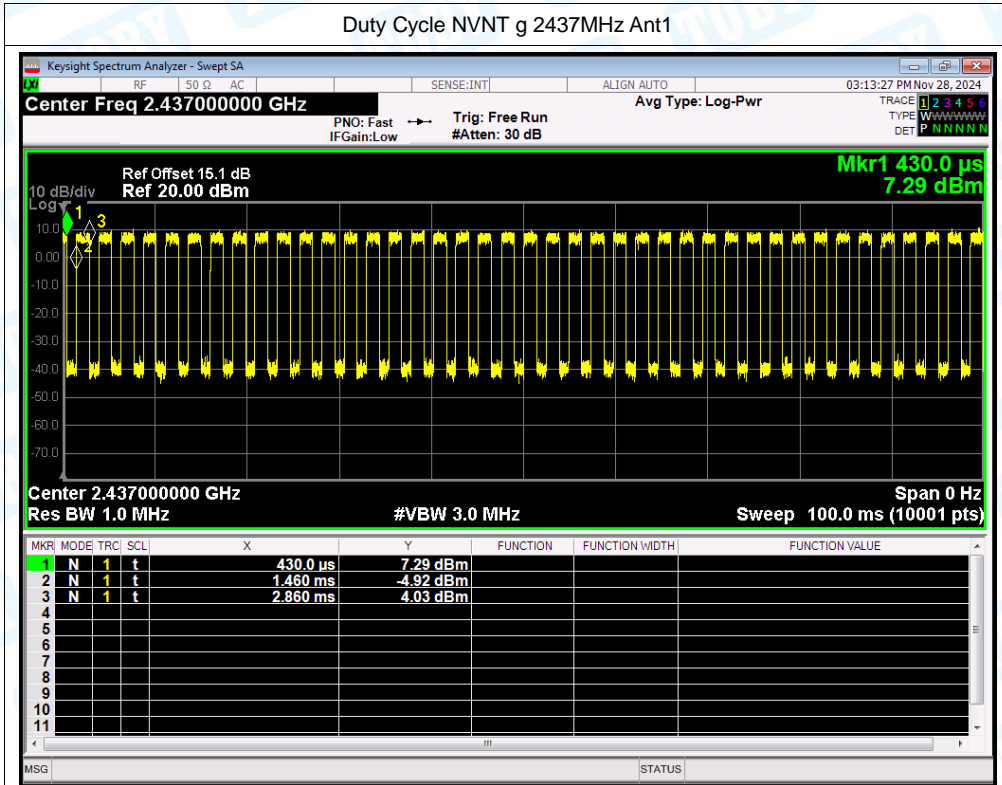 Duty Cycle NVNT g 2437MHz Ant1
Keysight Spectrum Analyzer - Swept SA
LXI RF 50 Ω AC SENSE:INT ALIGN AUTO 03:13:27 PM Nov 28, 2024
Center Freq 2.437000000 GHz
PNO: Fast
IFGain:Low
Trig: Free Run
#Atten: 30 dB
Avg Type: Log-Pwr
TRACE 1 2 3 4 5 6
TYPE WWWWWW
DET P N N N N N
Mkr1 430.0 µs
7.29 dBm
Ref Offset 15.1 dB
10 dB/div Ref 20.00 dBm
Log
1
2
3
10.0
0.00
-10.0
-20.0
-30.0
-40.0
-50.0
-60.0
-70.0
Center 2.437000000 GHz Span 0 Hz
Res BW 1.0 MHz #VBW 3.0 MHz Sweep 100.0 ms (10001 pts)
MKR MODE TRC SCL X Y FUNCTION FUNCTION WIDTH FUNCTION VALUE
1 N 1 t 430.0 µs 7.29 dBm
2 N 1 t 1.460 ms -4.92 dBm
3 N 1 t 2.860 ms 4.03 dBm
4
5
6
7
8
9
10
11
MSG STATUS